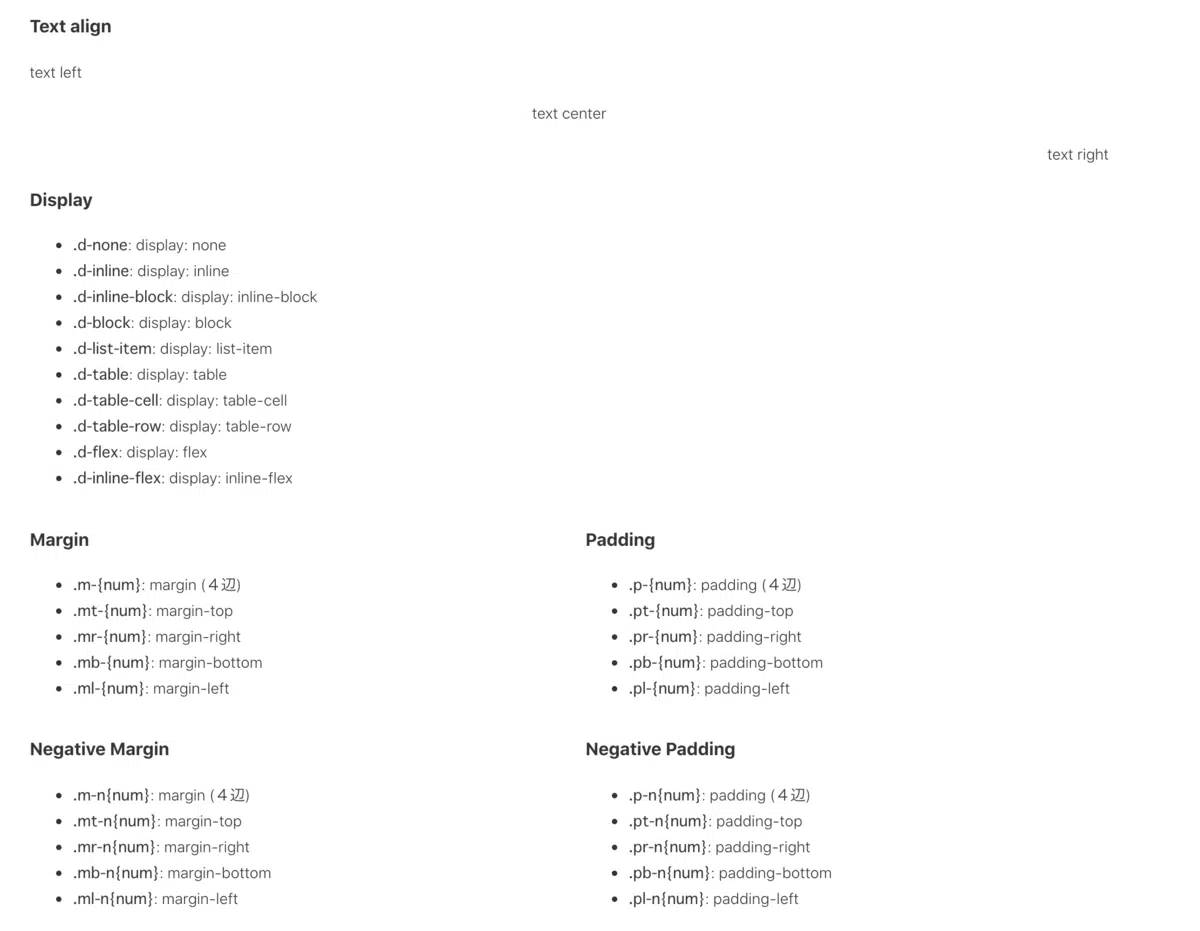 Text align
text left
text center
text right
Display
.d-none: display: none
.d-inline: display: inline
.d-inline-block: display: inline-block
.d-block: display: block
.d-list-item: display: list-item
.d-table: display: table
.d-table-cell: display: table-cell
.d-table-row: display: table-row
.d-flex: display: flex
.d-inline-flex: display: inline-flex
Margin
.m-{num}: margin (４辺)
.mt-{num}: margin-top
.mr-{num}: margin-right
.mb-{num}: margin-bottom
.ml-{num}: margin-left
Padding
.p-{num}: padding (４辺)
.pt-{num}: padding-top
.pr-{num}: padding-right
.pb-{num}: padding-bottom
.pl-{num}: padding-left
Negative Margin
.m-n{num}: margin (４辺)
.mt-n{num}: margin-top
.mr-n{num}: margin-right
.mb-n{num}: margin-bottom
.ml-n{num}: margin-left
Negative Padding
.p-n{num}: padding (４辺)
.pt-n{num}: padding-top
.pr-n{num}: padding-right
.pb-n{num}: padding-bottom
.pl-n{num}: padding-left